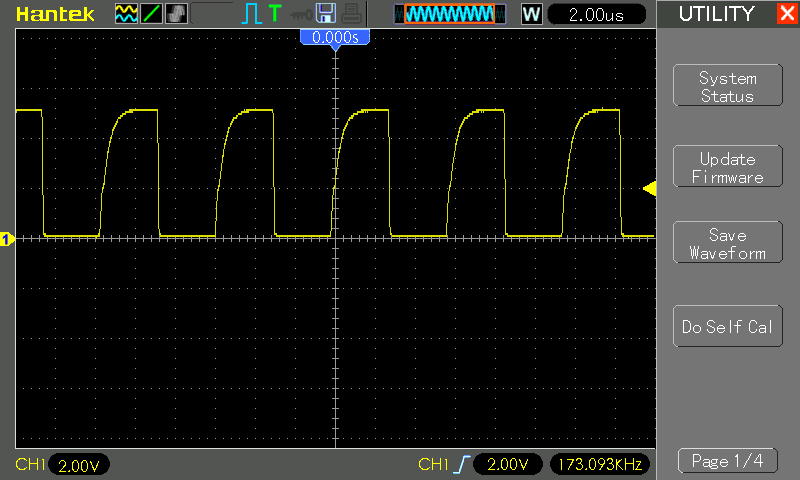 Hantek
T
W
2.00us
UTILITY
0.000s
System
Status
Update
Firmware
Save
Waveform
Do Self Cal
1
CH1 2.00V
CH1 2.00V 173.093KHz
Page 1/4